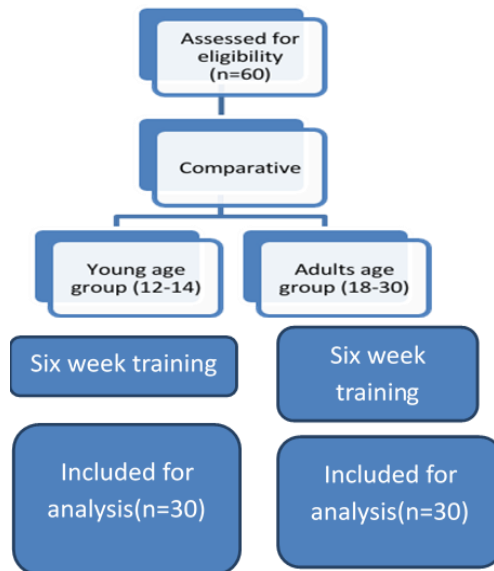 Assessed for
eligibility
(n=60)
Comparative
Young age
group (12-14)
Adults age
group (18-30)
Six week training
Six week
training
Included for
analysis(n=30)
Included for
analysis(n=30)